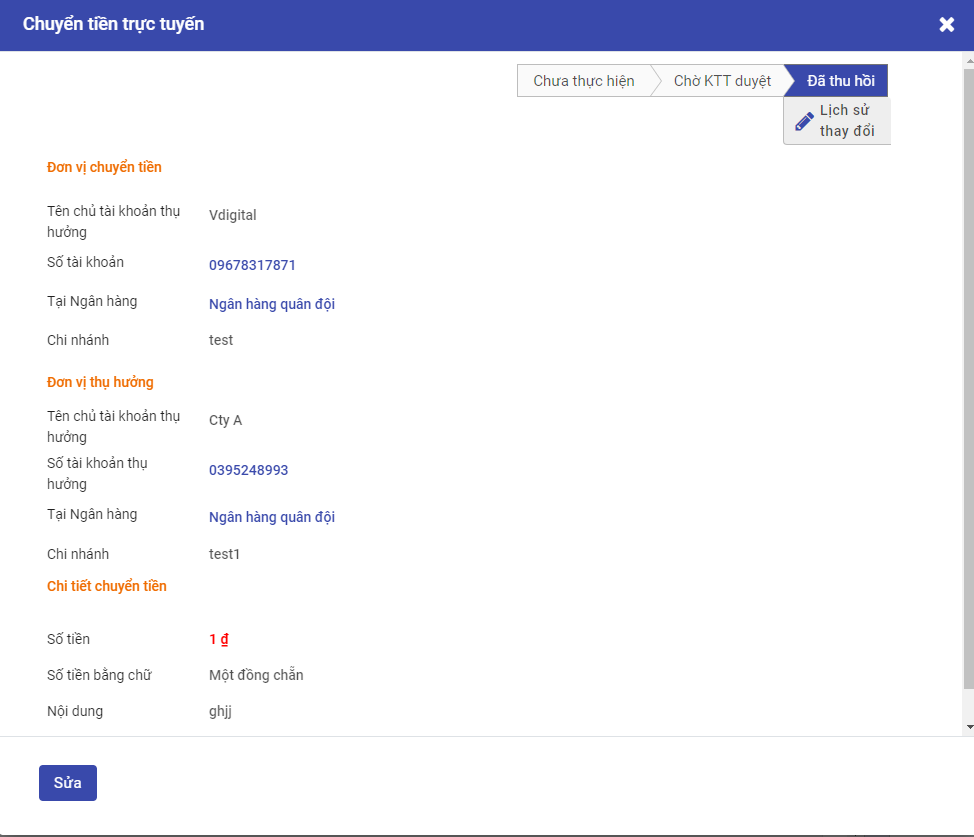 Chuyển tiền trực tuyến
Chưa thực hiện
Chờ KTT duyệt
Đã thu hồi
Lịch sử
thay đổi
Đơn vị chuyển tiền
Tên chủ tài khoản thụ
hưởng
Vdigital
Số tài khoản
09678317871
Tại Ngân hàng
Ngân hàng quân đội
Chi nhánh
test
Đơn vị thụ hưởng
Tên chủ tài khoản thụ
hưởng
Cty A
Số tài khoản thụ
hưởng
0395248993
Tại Ngân hàng
Ngân hàng quân đội
Chi nhánh
test1
Chi tiết chuyển tiền
Số tiền
1 ₫
Số tiền bằng chữ
Một đồng chẵn
Nội dung
ghjj
Sửa